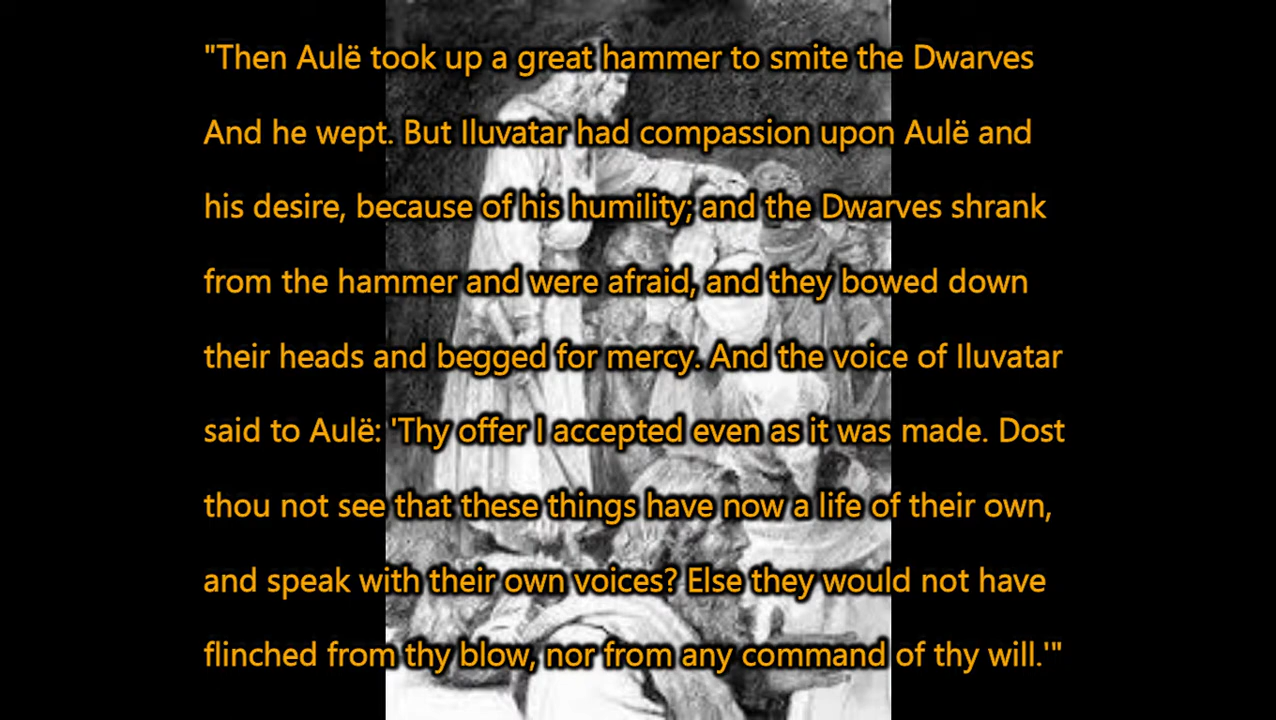 "Then Aulë took up a great hammer to smite the Dwarves
And he wept. But Iluvatar had compassion upon Aulë and
his desire, because of his humility; and the Dwarves shrank
from the hammer and were afraid, and they bowed down
their heads and begged for mercy. And the voice of Iluvatar
said to Aulë: 'Thy offer I accepted even as it was made. Dost
thou not see that these things have now a life of their own,
and speak with their own voices? Else they would not have
flinched from thy blow, nor from any command of thy will.'"